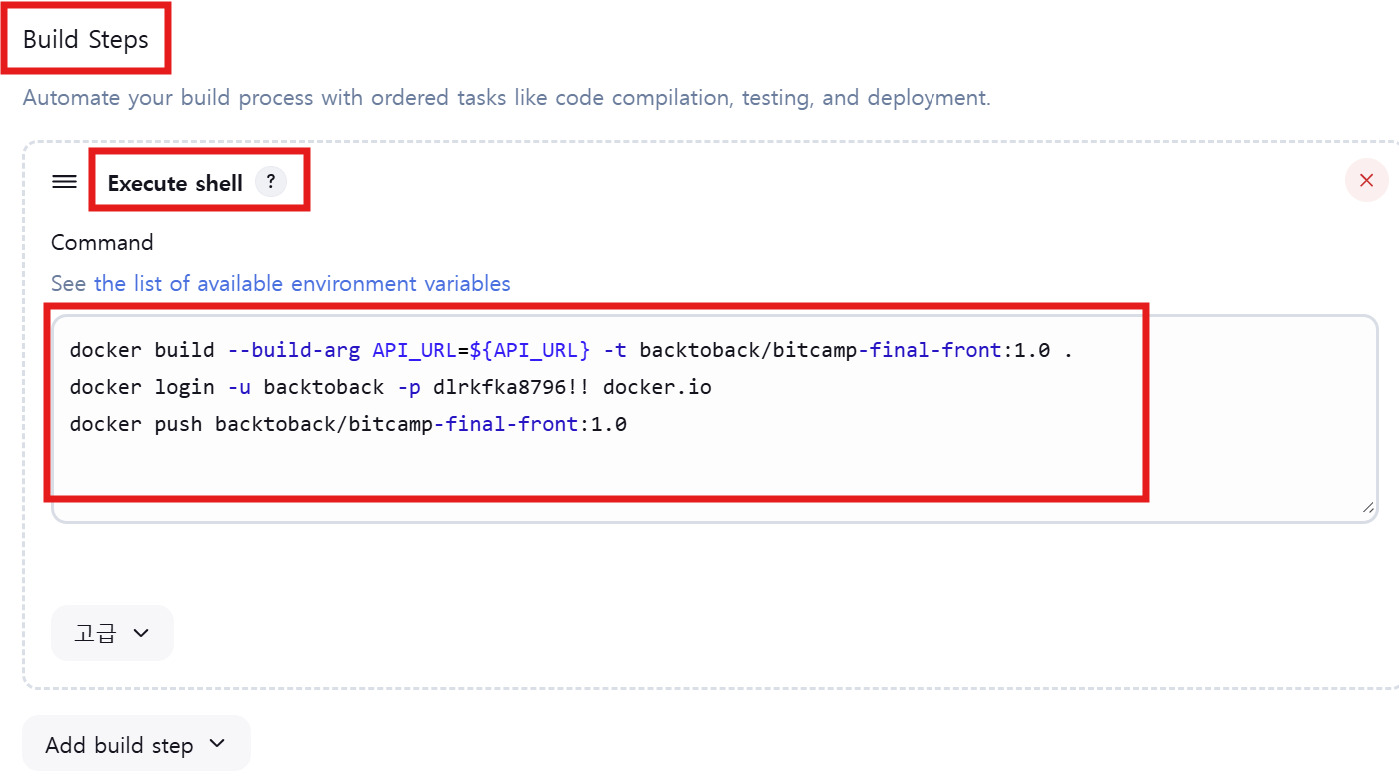 Build Steps
Automate your build process with ordered tasks like code compilation, testing, and deployment.
Execute shell ?
Command
See the list of available environment variables
docker build --build-arg API_URL=${API_URL} -t backtoback/bitcamp-final-front:1.0 .
docker login -u backtoback -p dlrkfka8796!! docker.io
docker push backtoback/bitcamp-final-front:1.0
고급
Add build step